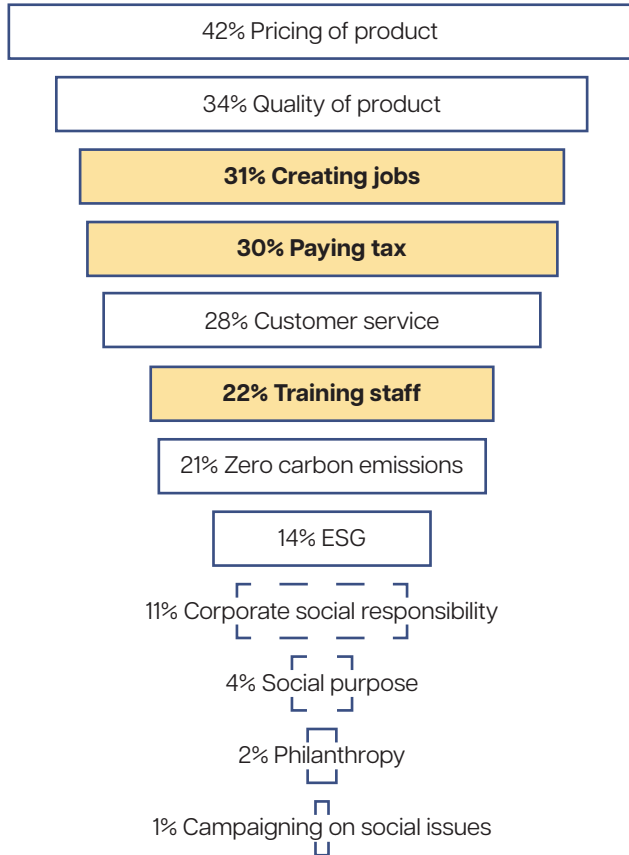 42% Pricing of product
34% Quality of product
31% Creating jobs
30% Paying tax
28% Customer service
22% Training staff
21% Zero carbon emissions
14% ESG
11% Corporate social responsibility
4% Social purpose
2% Philanthropy
1% Campaigning on social issues